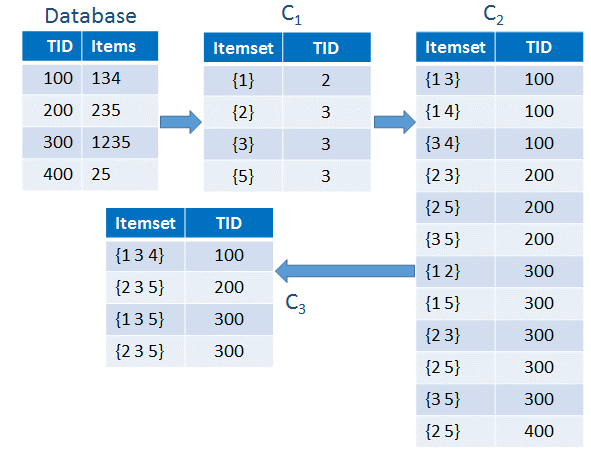 Database
TID Items
100 134
200 235
300 1235
400 25
C1
Itemset TID
{1} 2
{2} 3
{3} 3
{5} 3
C2
Itemset TID
{1 3} 100
{1 4} 100
{3 4} 100
{2 3} 200
{2 5} 200
{3 5} 200
{1 2} 300
{1 5} 300
{2 3} 300
{2 5} 300
{3 5} 300
{2 5} 400
C3
Itemset TID
{1 3 4} 100
{2 3 5} 200
{1 3 5} 300
{2 3 5} 300